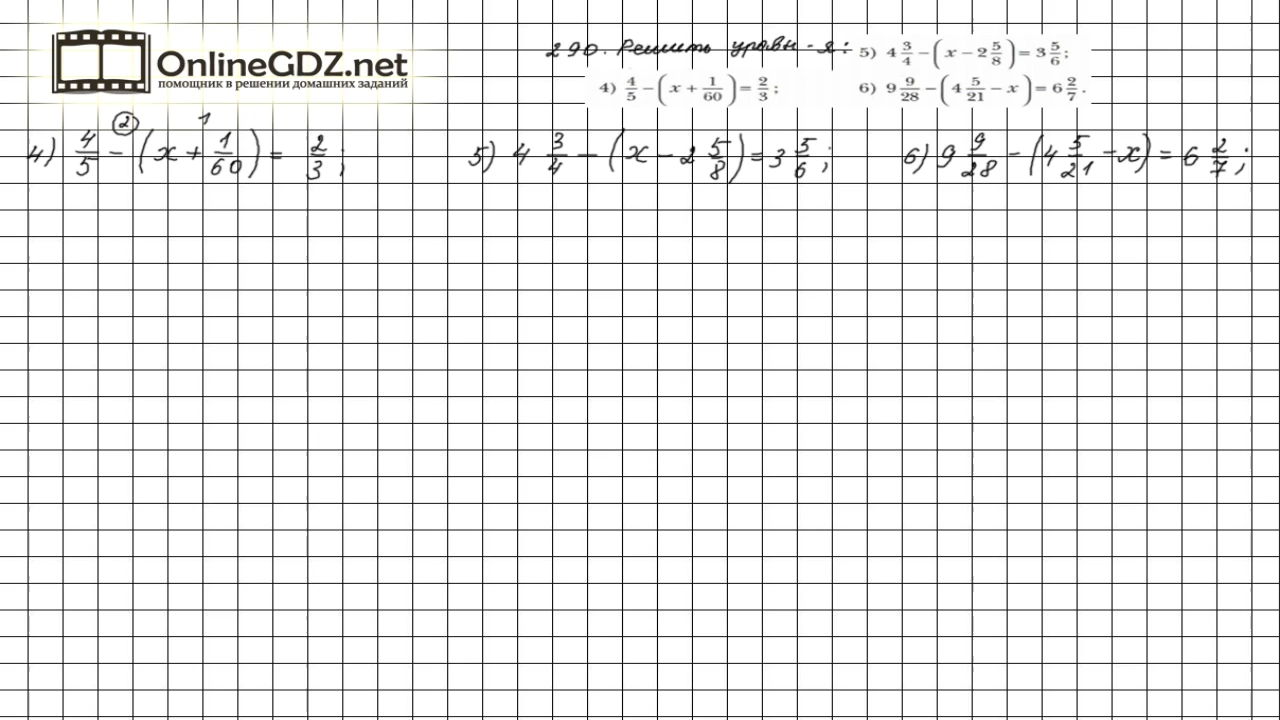 OnlineGDZ.net
помощник в решении домашних заданий
290. Решить уравн-я:
4) 4/5 − (x + 1/60) = 2/3;
5) 4 3/4 − (x − 2 5/8) = 3 5/6;
6) 9 9/28 − (4 5/21 − x) = 6 2/7.
2 1
4) 4/5 − (x + 1/60) = 2/3;
5) 4 3/4 − (x − 2 5/8) = 3 5/6;
6) 9 9/28 − (4 5/21 − x) = 6 2/7;